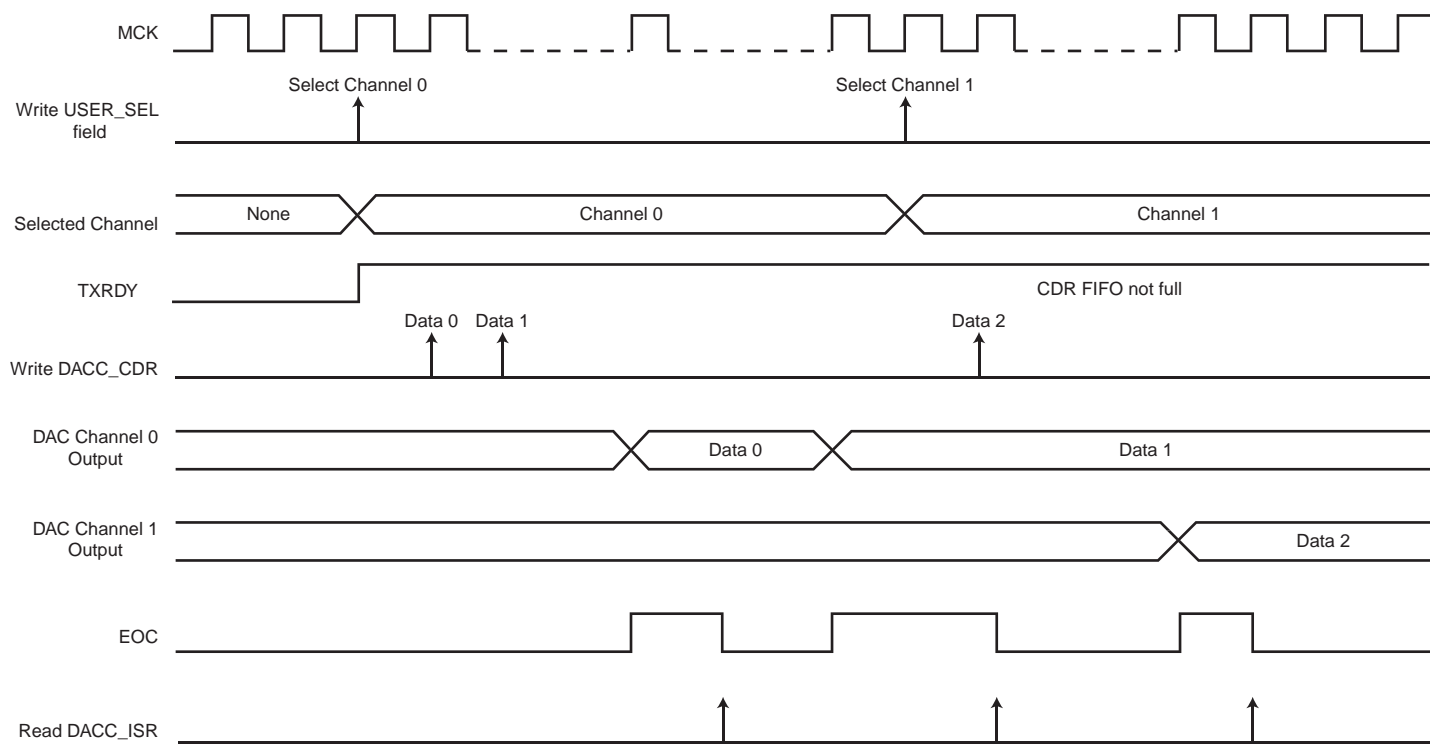 MCK
Select Channel 0
Select Channel 1
Write USER_SEL
field
Selected Channel
None
Channel 0
Channel 1
TXRDY
CDR FIFO not full
Data 0
Data 1
Data 2
Write DACC_CDR
DAC Channel 0
Output
Data 0
Data 1
DAC Channel 1
Output
Data 2
EOC
Read DACC_ISR